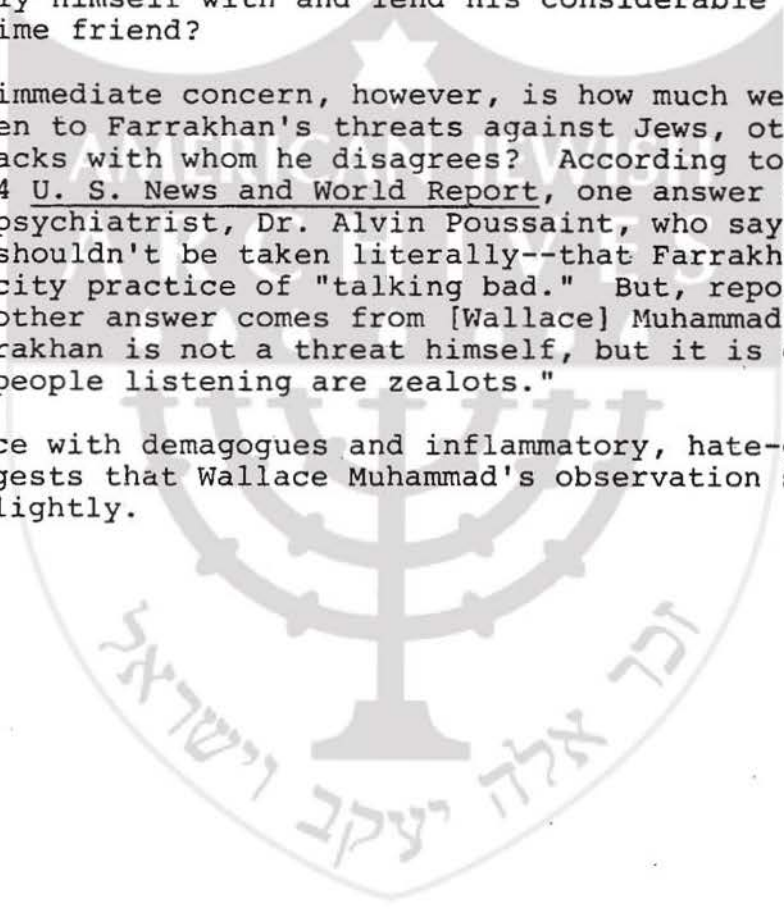 ly himself with and lend his considerable
ime friend?
immediate concern, however, is how much we
en to Farrakhan's threats against Jews, ot
acks with whom he disagrees? According to
4 U. S. News and World Report, one answer
psychiatrist, Dr. Alvin Poussaint, who say
shouldn't be taken literally--that Farrakh
city practice of "talking bad." But, repo
other answer comes from [Wallace] Muhammad
rakhan is not a threat himself, but it is
people listening are zealots."
ce with demagogues and inflammatory, hate-
gests that Wallace Muhammad's observation s
lightly.
AMERICAN JEWISH
ARCHIVES
זכר אלה יעקב וישראל